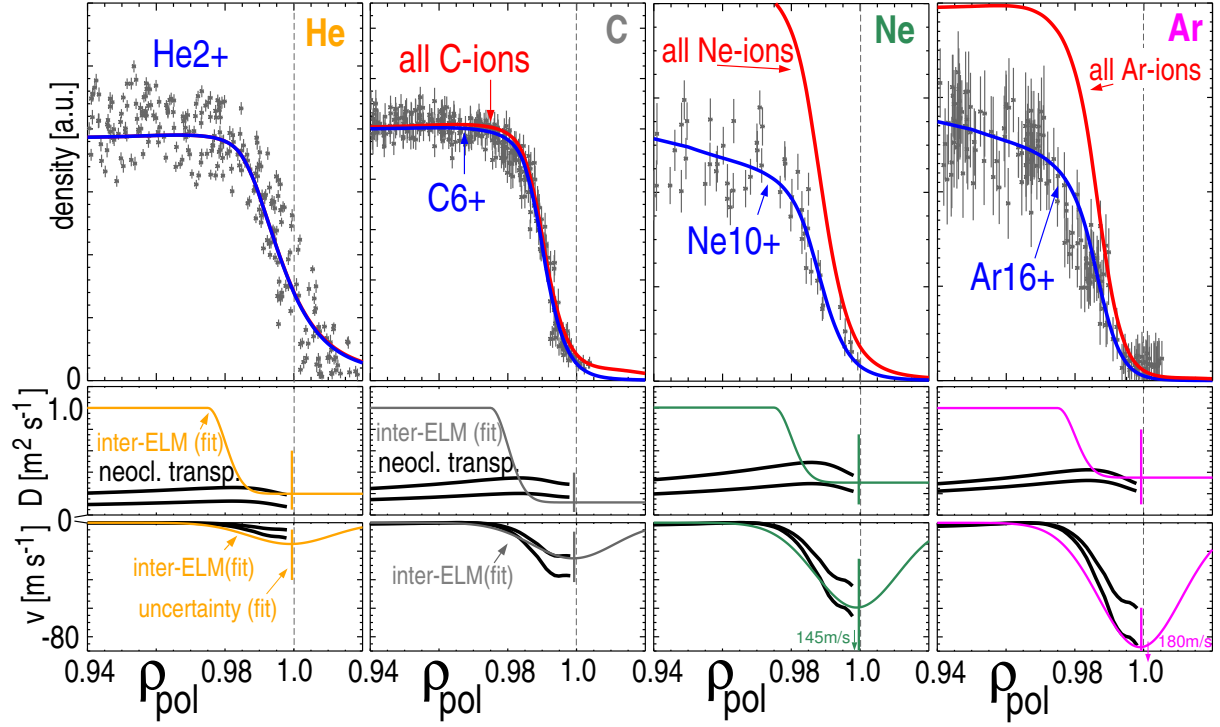 He
C
Ne
Ar
He2+
all C-ions
all Ne-ions
all Ar-ions
C6+
Ne10+
Ar16+
density [a.u.]
0
1.0
D [m² s⁻¹]
inter-ELM (fit)
neocl. transp.
inter-ELM (fit)
neocl. transp.
0
v [m s⁻¹]
-80
inter-ELM(fit)
uncertainty (fit)
inter-ELM(fit)
145m/s
180m/s
0.94 0.98 1.0 0.94 0.98 1.0 0.94 0.98 1.0 0.94 0.98 1.0
ρpol ρpol ρpol ρpol